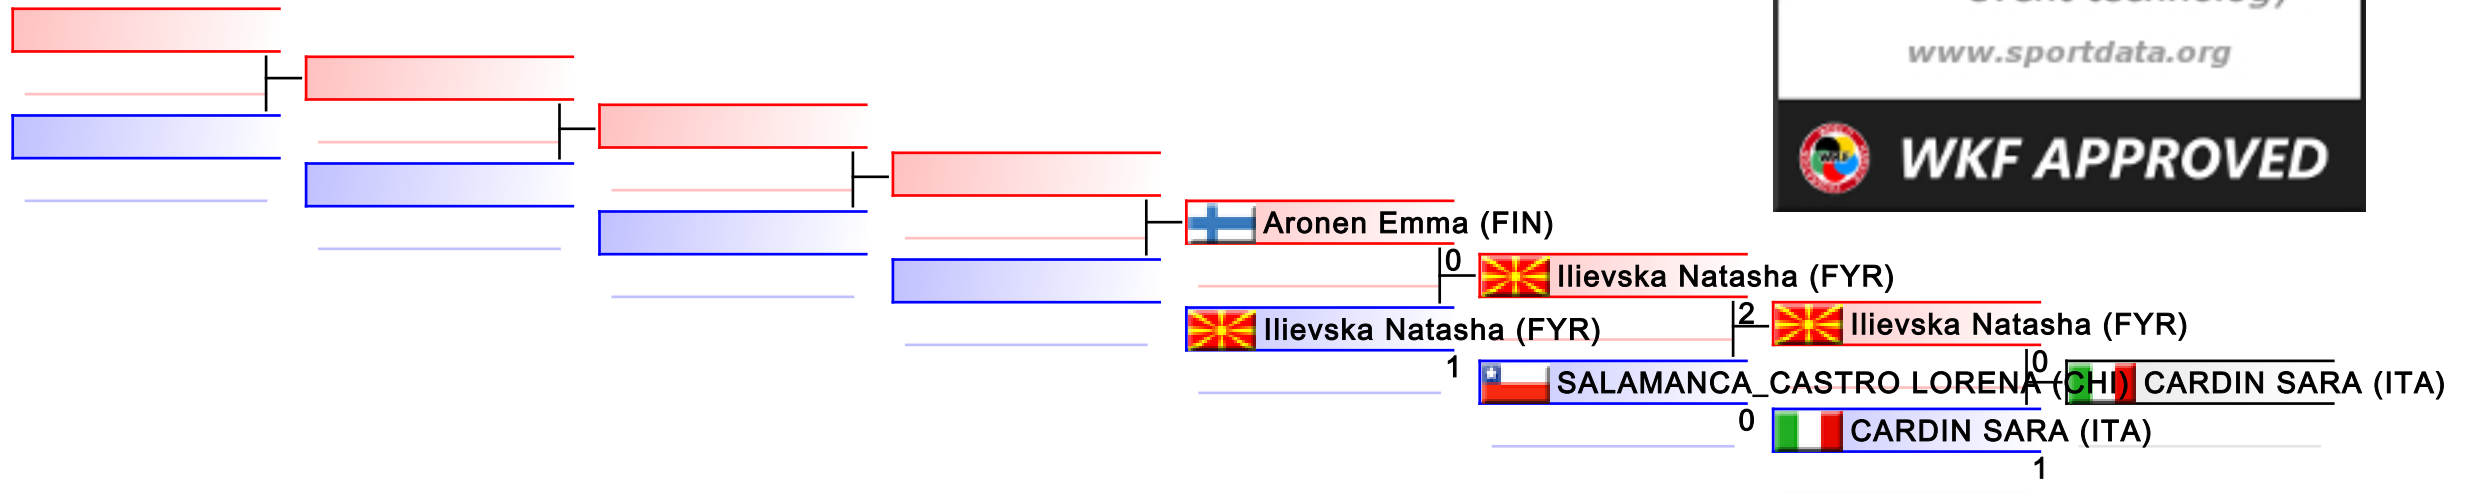 www.sportdata.org
WKF APPROVED
Aronen Emma (FIN)
0
Ilievska Natasha (FYR)
Ilievska Natasha (FYR)
1
2
Ilievska Natasha (FYR)
SALAMANCA_CASTRO LORENA (CHI)
0
0
CARDIN SARA (ITA)
CARDIN SARA (ITA)
1